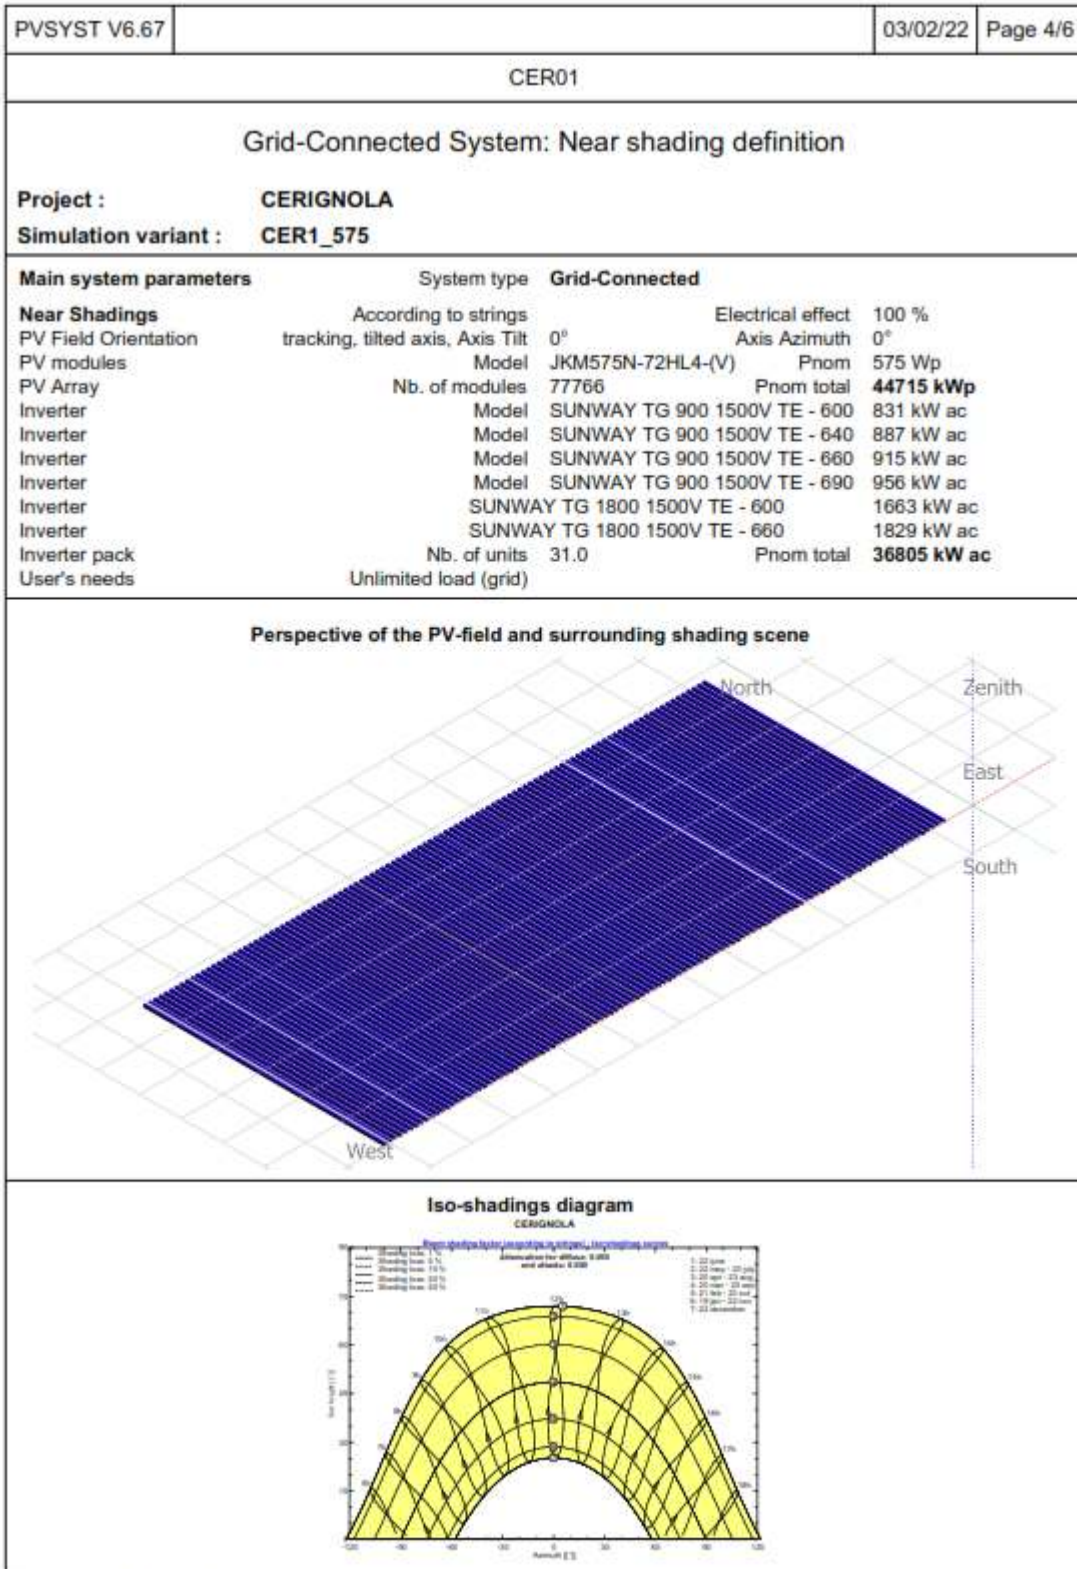 PVSYST V6.67 03/02/22 Page 4/6
CER01
Grid-Connected System: Near shading definition
Project : CERIGNOLA
Simulation variant : CER1_575
Main system parameters System type Grid-Connected
Near Shadings According to strings Electrical effect 100 %
PV Field Orientation tracking, tilted axis, Axis Tilt 0° Axis Azimuth 0°
PV modules Model JKM575N-72HL4-(V) Pnom 575 Wp
PV Array Nb. of modules 77766 Pnom total 44715 kWp
Inverter Model SUNWAY TG 900 1500V TE - 600 831 kW ac
Inverter Model SUNWAY TG 900 1500V TE - 640 887 kW ac
Inverter Model SUNWAY TG 900 1500V TE - 660 915 kW ac
Inverter Model SUNWAY TG 900 1500V TE - 690 956 kW ac
Inverter SUNWAY TG 1800 1500V TE - 600 1663 kW ac
Inverter SUNWAY TG 1800 1500V TE - 660 1829 kW ac
Inverter pack Nb. of units 31.0 Pnom total 36805 kW ac
User's needs Unlimited load (grid)
Perspective of the PV-field and surrounding shading scene
North Zenith
East
South
West
Iso-shadings diagram
CERIGNOLA